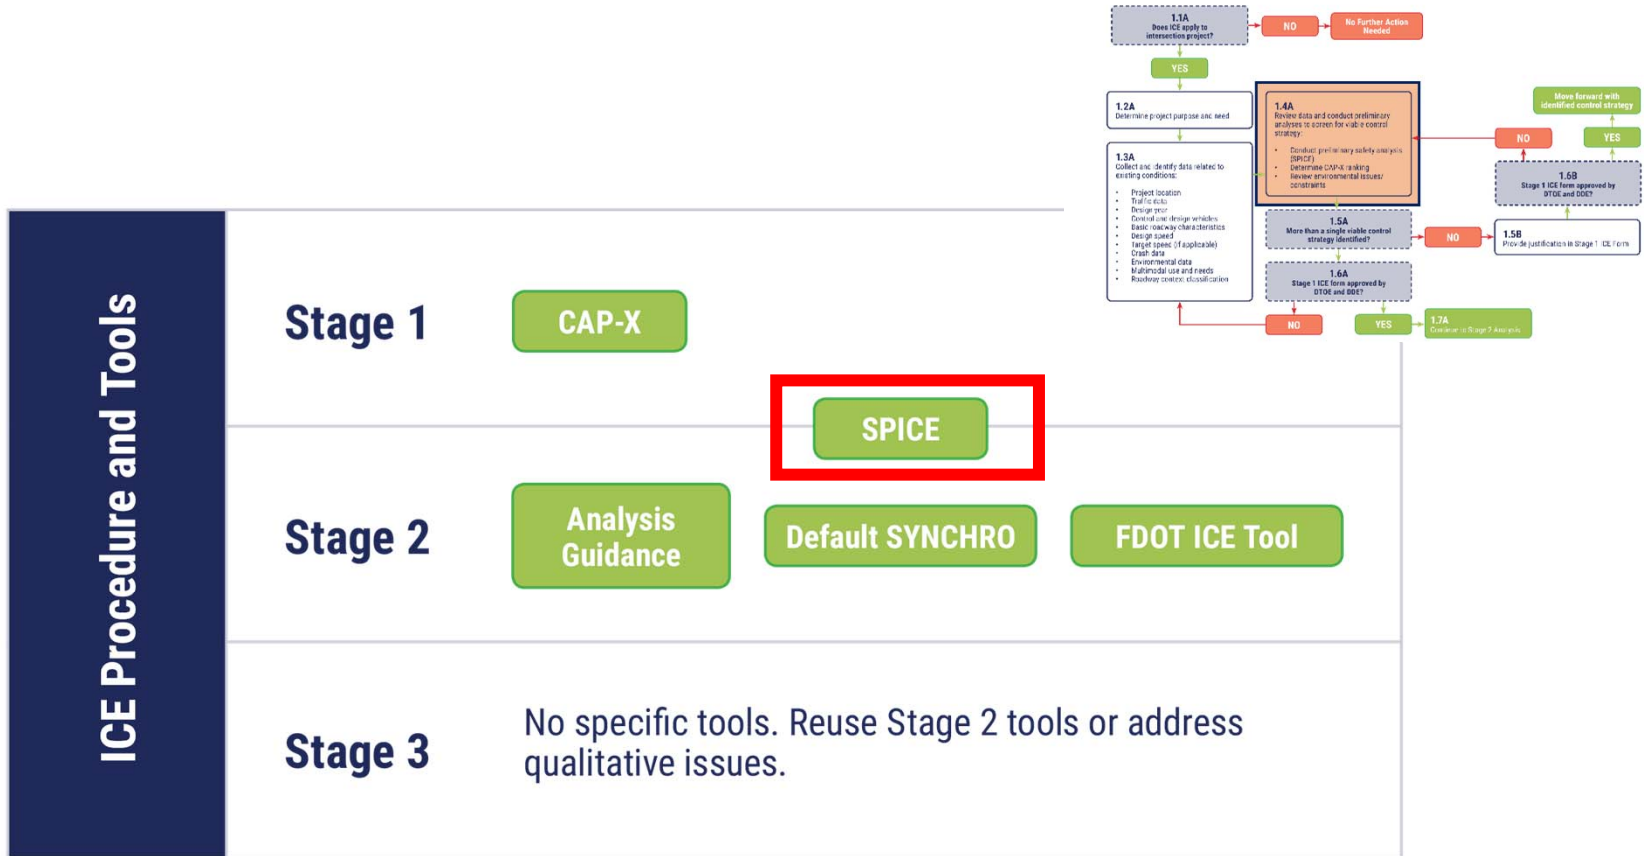 1.1A
Does ICE apply to
intersection project?
NO
No Further Action
Needed
YES
1.2A
Determine project purpose and need
1.3A
Collect and identify data related to
existing conditions:
• Project location
• Traffic data
• Design year
• Control and design vehicles
• Basic roadway characteristics
• Design speed
• Target speed (if applicable)
• Crash data
• Environmental data
• Multimodal use and needs
• Roadway context classification
1.4A
Review data and conduct preliminary
analyses to screen for viable control
strategy:
• Conduct preliminary safety analysis
(SPICE)
• Determine CAP-X ranking
• Review environmental issues/
constraints
1.5A
More than a single viable control
strategy identified?
NO
1.5B
Provide justification in Stage 1 ICE Form
1.6B
Stage 1 ICE form approved by
DTOE and DDE?
NO
YES
Move forward with
identified control strategy
1.6A
Stage 1 ICE form approved by
DTOE and DDE?
NO
YES
1.7A
Continue to Stage 2 Analysis
ICE Procedure and Tools
Stage 1
CAP-X
SPICE
Stage 2
Analysis
Guidance
Default SYNCHRO
FDOT ICE Tool
Stage 3
No specific tools. Reuse Stage 2 tools or address
qualitative issues.